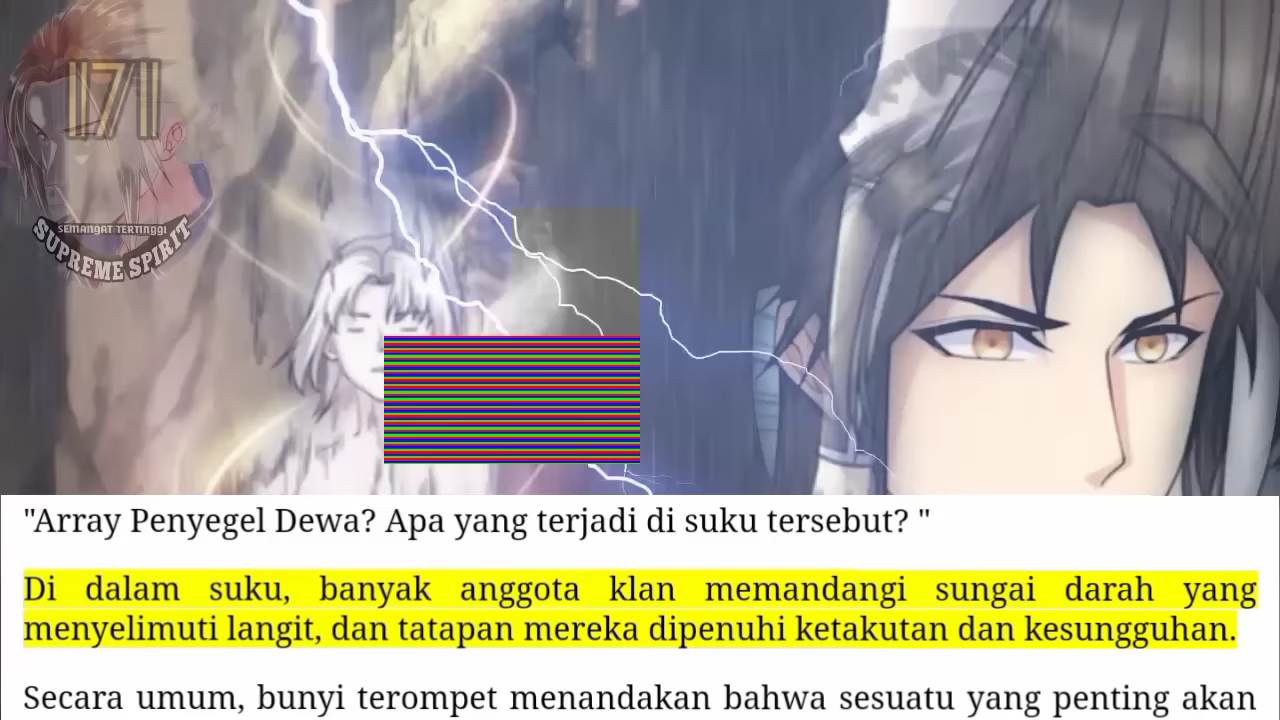 171
SEMANGAT TERTINGGI
SUPREME SPIRIT
"Array Penyegel Dewa? Apa yang terjadi di suku tersebut? "
Di dalam suku, banyak anggota klan memandangi sungai darah yang
menyelimuti langit, dan tatapan mereka dipenuhi ketakutan dan kesungguhan.
Secara umum, bunyi terompet menandakan bahwa sesuatu yang penting akan